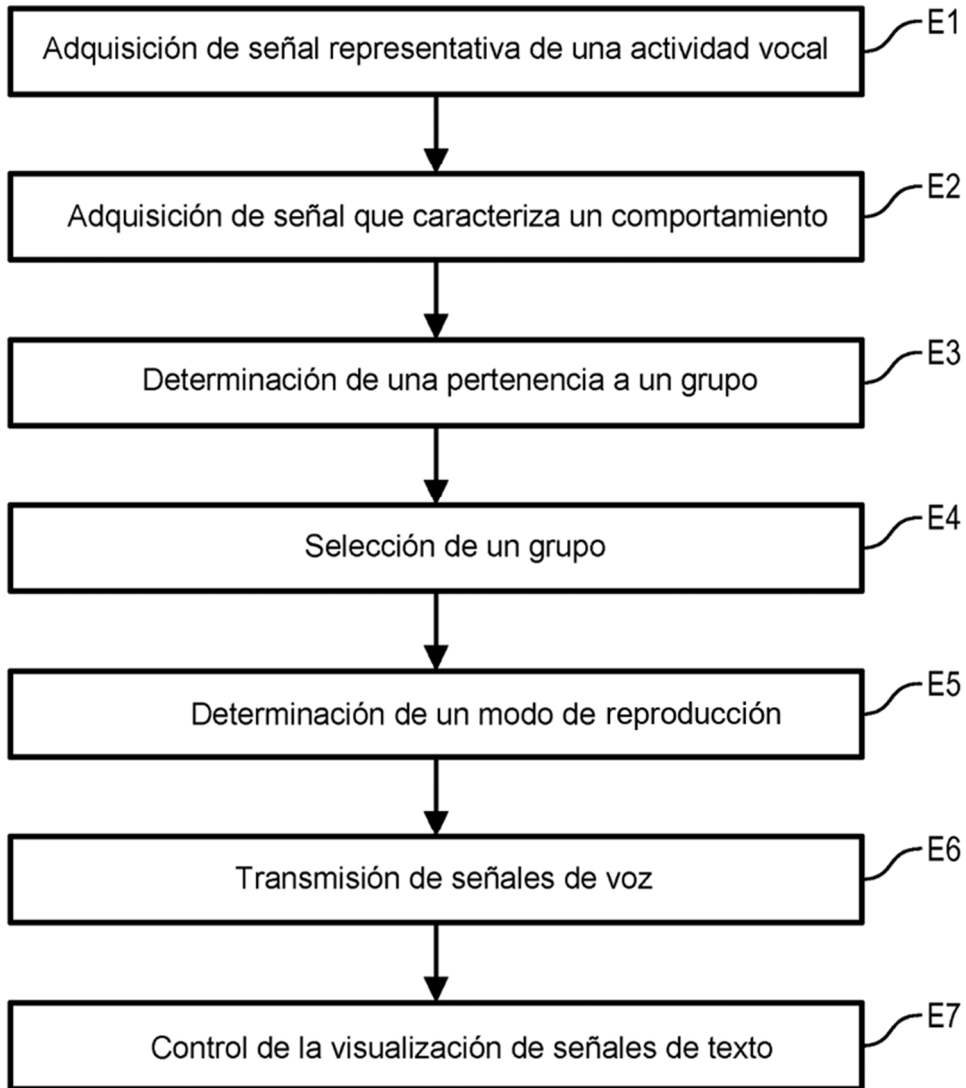 Adquisición de señal representativa de una actividad vocal
E1
Adquisición de señal que caracteriza un comportamiento
E2
Determinación de una pertenencia a un grupo
E3
Selección de un grupo
E4
Determinación de un modo de reproducción
E5
Transmisión de señales de voz
E6
Control de la visualización de señales de texto
E7